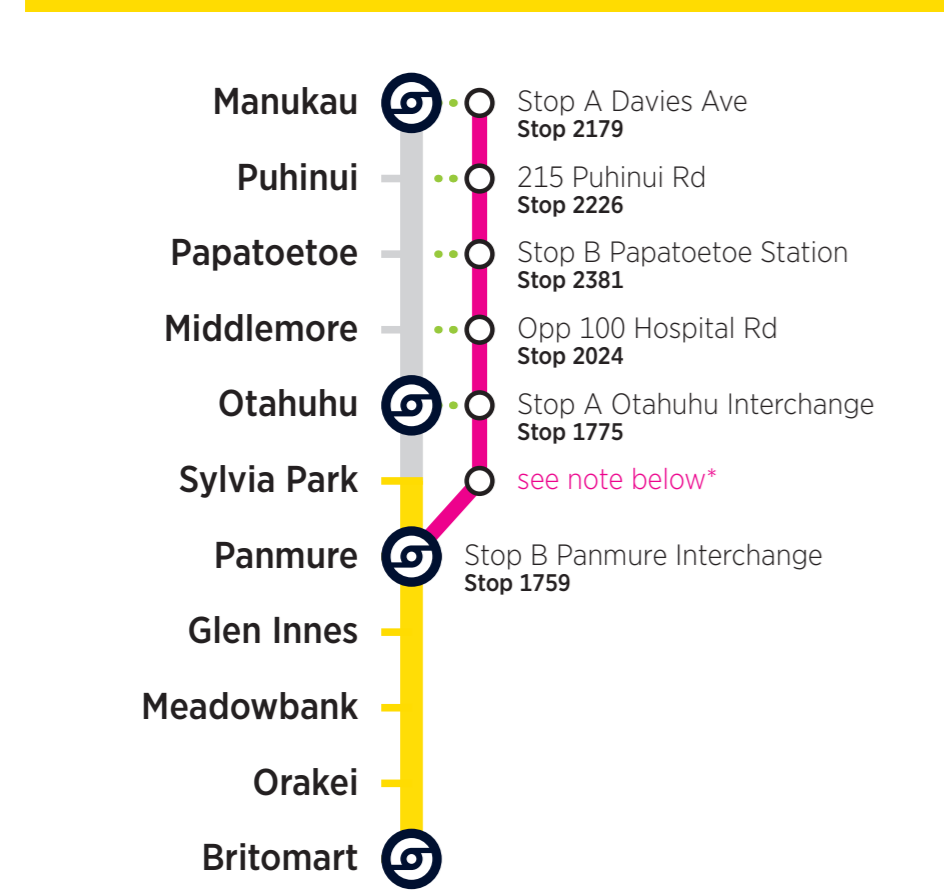 Manukau
Stop A Davies Ave
Stop 2179
Puhinui
215 Puhinui Rd
Stop 2226
Papatoetoe
Stop B Papatoetoe Station
Stop 2381
Middlemore
Opp 100 Hospital Rd
Stop 2024
Otahuhu
Stop A Otahuhu Interchange
Stop 1775
Sylvia Park
see note below*
Panmure
Stop B Panmure Interchange
Stop 1759
Glen Innes
Meadowbank
Orakei
Britomart